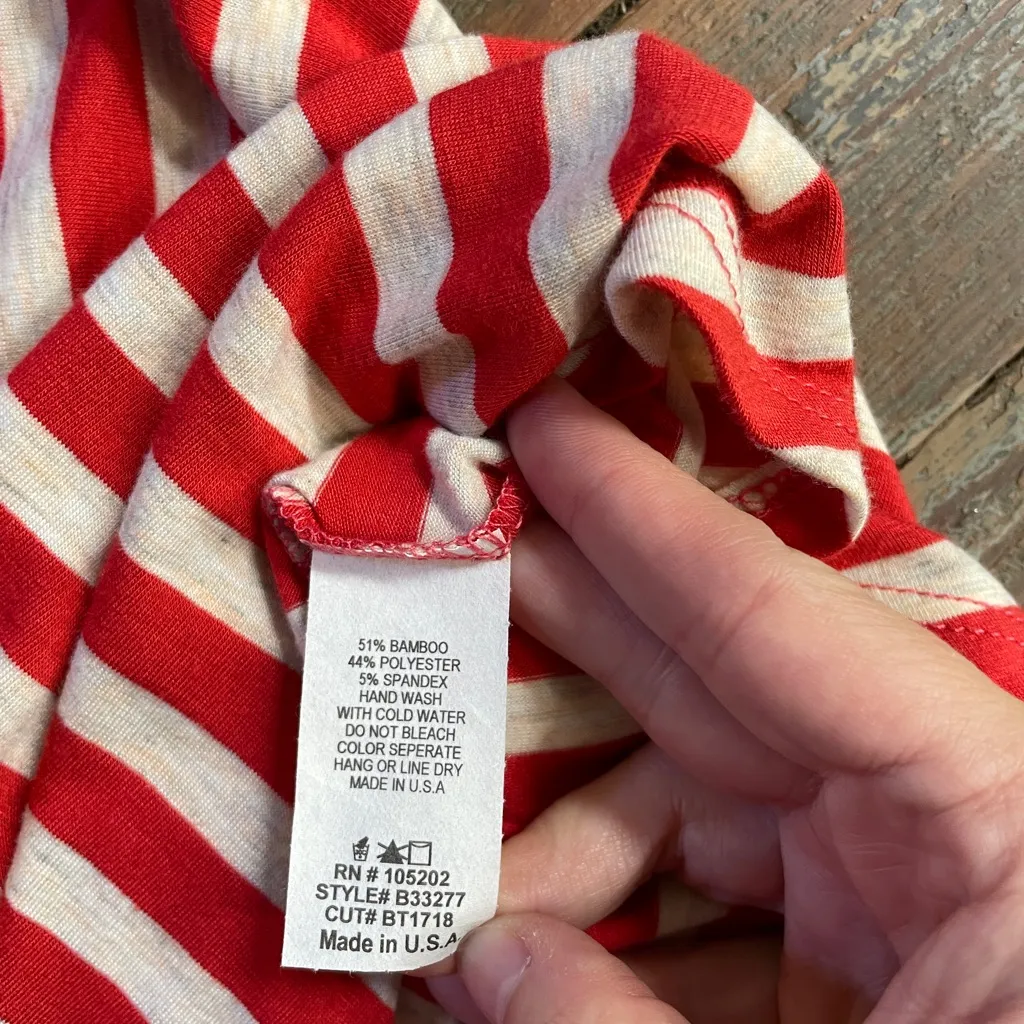 51% BAMBOO
44% POLYESTER
5% SPANDEX
HAND WASH
WITH COLD WATER
DO NOT BLEACH
COLOR SEPERATE
HANG OR LINE DRY
MADE IN U.S.A
RN # 105202
STYLE# B33277
CUT# BT1718
Made in U.S.A